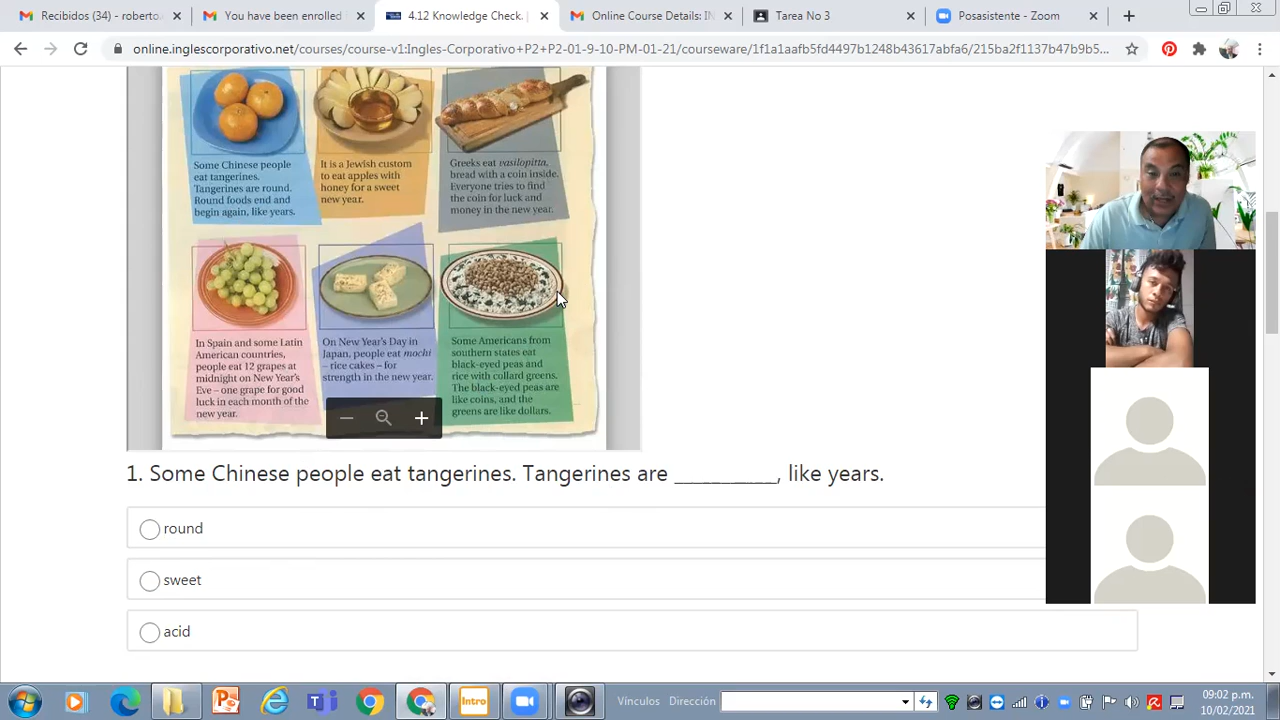 Recibidos (34) - roberto
You have been enrolled
4.12 Knowledge Check. |
Online Course Details: IN
Tarea No 3
Posasistente - Zoom
online.inglescorporativo.net/courses/course-v1:Ingles-Corporativo+P2+P2-01-9-10-PM-01-21/courseware/1f1a1aafb5fd4497b1248b43617abfa6/215ba2f1137b47b9b5...
Some Chinese people
eat tangerines.
Tangerines are round.
Round foods end and
begin again, like years.
It is a Jewish custom
to eat apples with
honey for a sweet
new year.
Greeks eat vasilopitta,
bread with a coin inside.
Everyone tries to find
the coin for luck and
money in the new year.
In Spain and some Latin
American countries,
people eat 12 grapes at
midnight on New Year's
Eve – one grape for good
luck in each month of the
new year.
On New Year's Day in
Japan, people eat mochi
– rice cakes – for
strength in the new year.
Some Americans from
southern states eat
black-eyed peas and
rice with collard greens.
The black-eyed peas are
like coins, and the
greens are like dollars.
1. Some Chinese people eat tangerines. Tangerines are __________, like years.
round
sweet
acid
Intro
Vínculos
Dirección
09:02 p.m.
10/02/2021